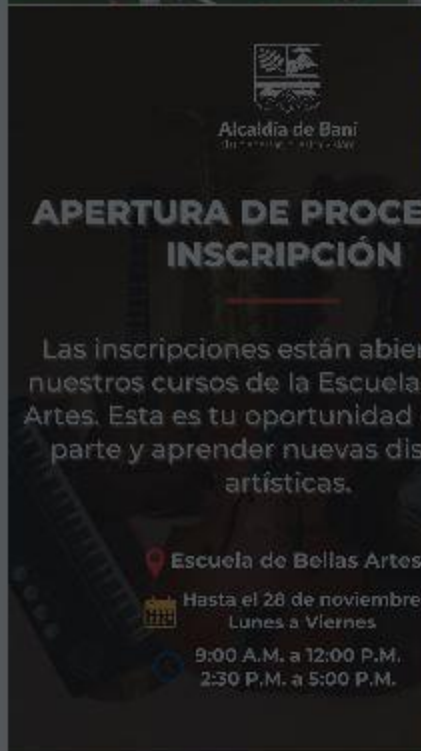 Alcaldía de Baní
APERTURA DE PROCE
INSCRIPCIÓN
Las inscripciones están abier
nuestros cursos de la Escuela
Artes. Esta es tu oportunidad
parte y aprender nuevas dis
artísticas.
Escuela de Bellas Artes
Hasta el 28 de noviembre
Lunes a Viernes
9:00 A.M. a 12:00 P.M.
2:30 P.M. a 5:00 P.M.